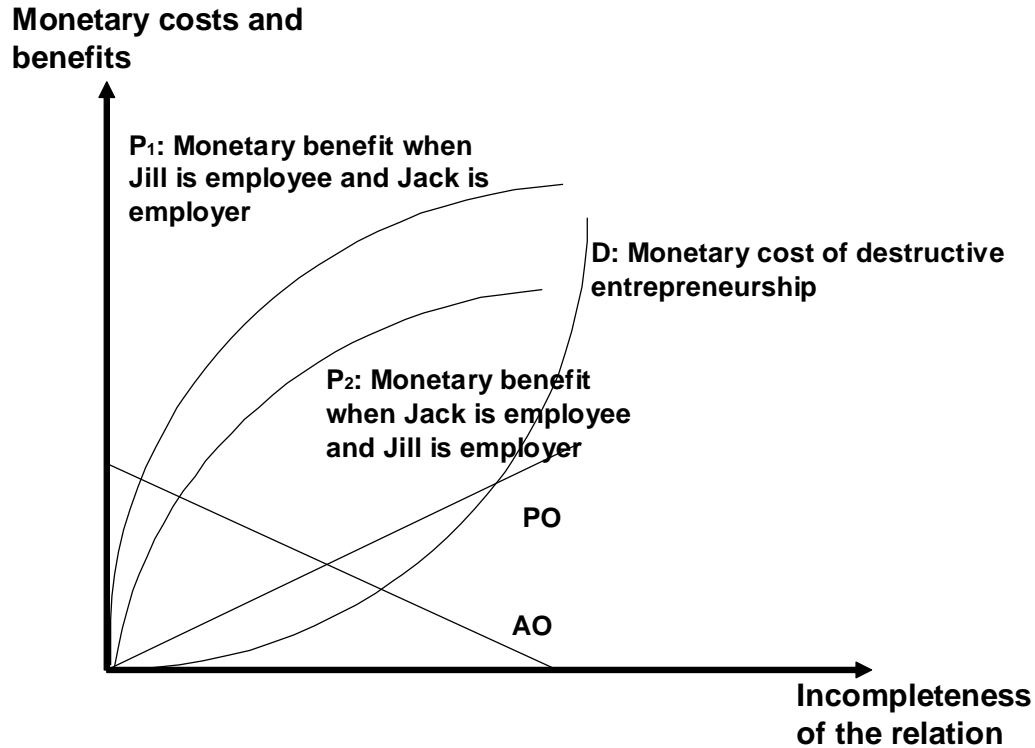 Monetary costs and
benefits
P₁: Monetary benefit when
Jill is employee and Jack is
employer
D: Monetary cost of destructive
entrepreneurship
P₂: Monetary benefit
when Jack is employee
and Jill is employer
PO
AO
Incompleteness
of the relation